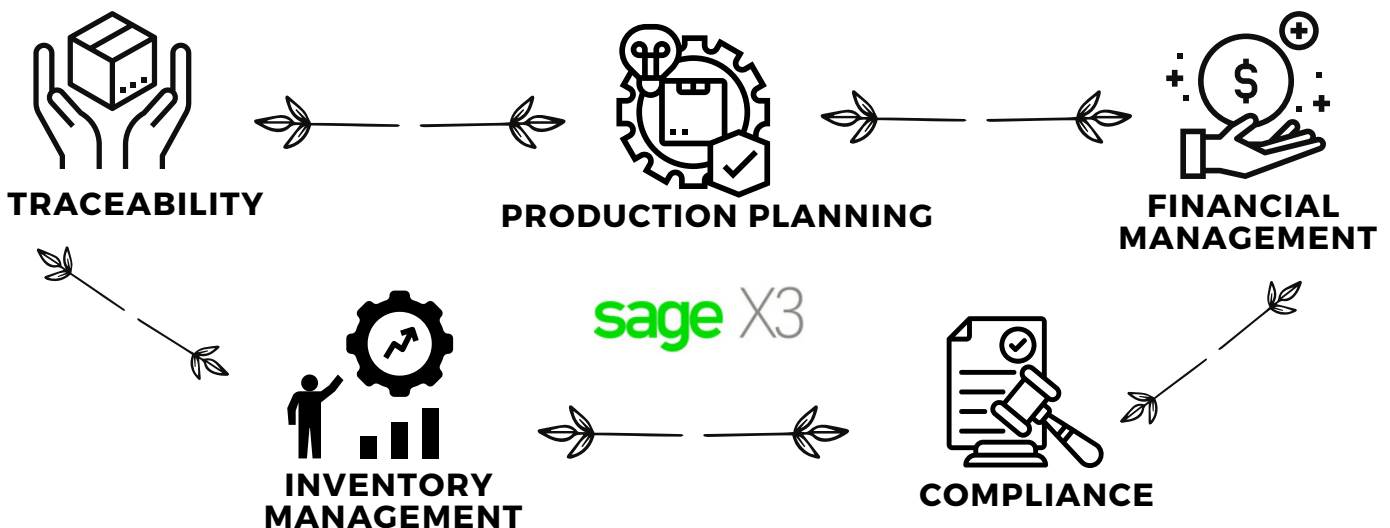 TRACEABILITY
PRODUCTION PLANNING
$
FINANCIAL
MANAGEMENT
sage X3
INVENTORY
MANAGEMENT
COMPLIANCE